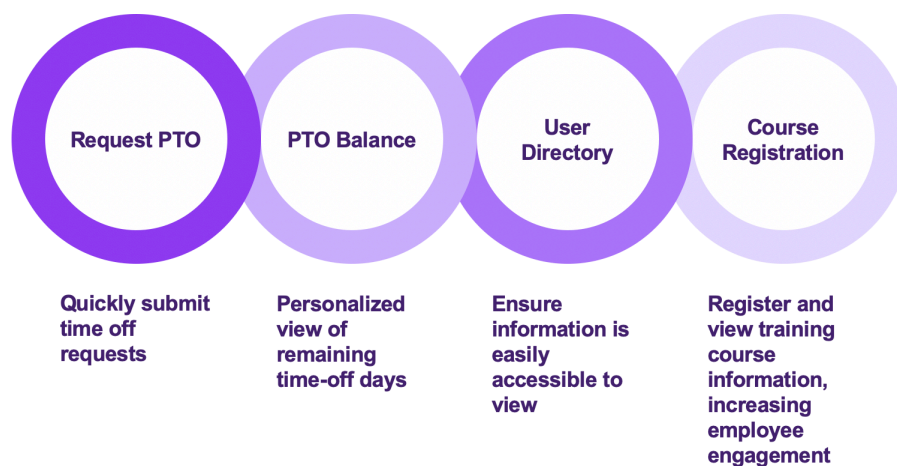 Request PTO
PTO Balance
User
Directory
Course
Registration
Quickly submit
time off
requests
Personalized
view of
remaining
time-off days
Ensure
information is
easily
accessible to
view
Register and
view training
course
information,
increasing
employee
engagement